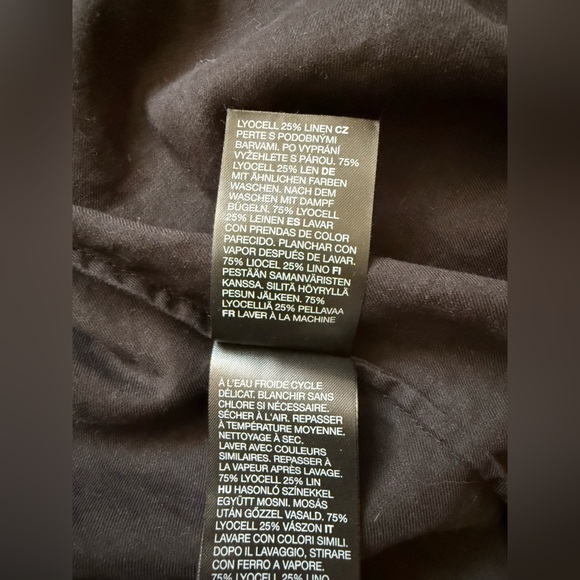 LYOCELL 25% LINEN CZ
PERTE S PODOBNÝMI
BARVAMI. PO VYPRÁNÍ
VYŽEHLETE S PÁROU. 75%
LYOCELL 25% LEN DE
MIT ÄHNLICHEN FARBEN
WASCHEN. NACH DEM
WASCHEN MIT DAMPF
BÜGELN. 75% LYOCELL
25% LEINEN ES LAVAR
CON PRENDAS DE COLOR
PARECIDO. PLANCHAR CON
VAPOR DESPUÉS DE LAVAR.
75% LIOCEL 25% LINO FI
PESTÄÄN SAMANVÄRISTEN
KANSSA. SILITÄ HÖYRYLLÄ
PESUN JÄLKEEN. 75%
LYOCELLIÄ 25% PELLAVAA
FR LAVER À LA MACHINE
À L'EAU FROIDE CYCLE
DÉLICAT. BLANCHIR SANS
CHLORE SI NÉCESSAIRE.
SÉCHER À L'AIR. REPASSER
À TEMPÉRATURE MOYENNE.
NETTOYAGE À SEC.
LAVER AVEC COULEURS
SIMILAIRES. REPASSER À
LA VAPEUR APRÈS LAVAGE.
75% LYOCELL 25% LIN
HU HASONLÓ SZÍNEKKEL
EGYÜTT MOSNI. MOSÁS
UTÁN GŐZZEL VASALD. 75%
LYOCELL 25% VÁSZON IT
LAVARE CON COLORI SIMILI.
DOPO IL LAVAGGIO, STIRARE
CON FERRO A VAPORE.
75% LYOCELL 25% LINO